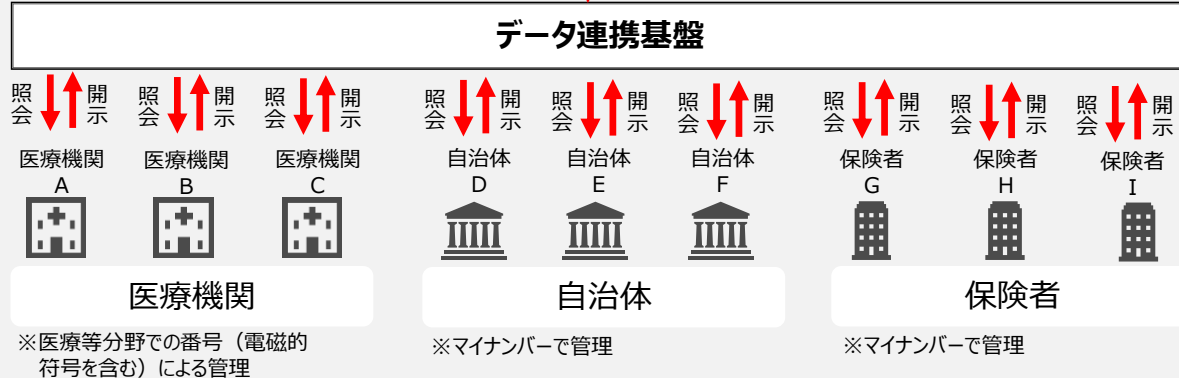 データ連携基盤
照会 開示 照会 開示 照会 開示 照会 開示 照会 開示 照会 開示 照会 開示 照会 開示 照会 開示
医療機関 医療機関 医療機関 自治体 自治体 自治体 保険者 保険者 保険者
A B C D E F G H I
医療機関 自治体 保険者
※医療等分野での番号（電磁的
符号を含む）による管理
※マイナンバーで管理
※マイナンバーで管理